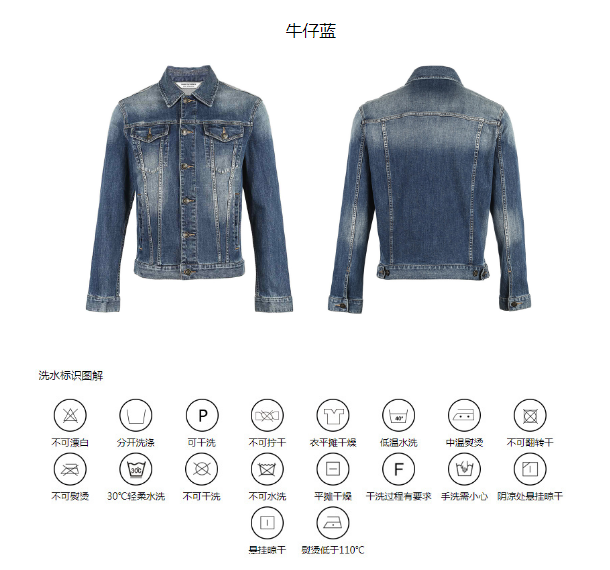 牛仔蓝
洗水标识图解
P
40°
不可漂白 分开洗涤 可干洗 不可拧干 衣平摊干燥 低温水洗 中温熨烫 不可翻转干
30℃
F
不可熨烫 30℃轻柔水洗 不可干洗 不可水洗 平摊干燥 干洗过程有要求 手洗需小心 阴凉处悬挂晾干
悬挂晾干 熨烫低于110℃